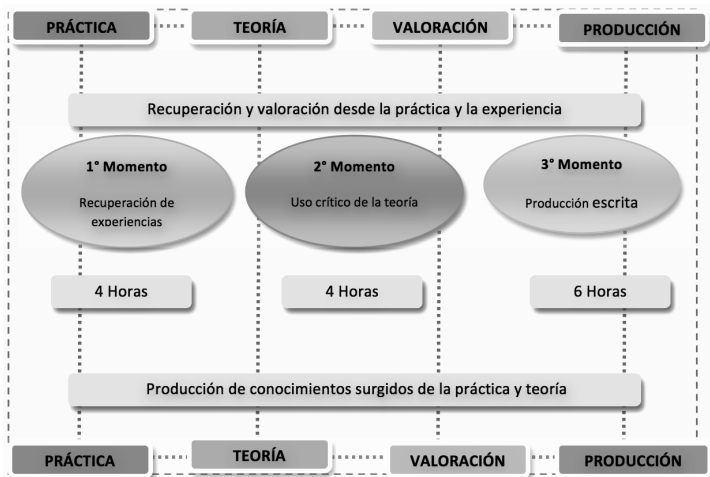 PRÁCTICA TEORÍA VALORACIÓN PRODUCCIÓN
Recuperación y valoración desde la práctica y la experiencia
1° Momento
Recuperación de
experiencias
2° Momento
Uso crítico de la teoría
3° Momento
Producción escrita
4 Horas 4 Horas 6 Horas
Producción de conocimientos surgidos de la práctica y teoría
PRÁCTICA TEORÍA VALORACIÓN PRODUCCIÓN